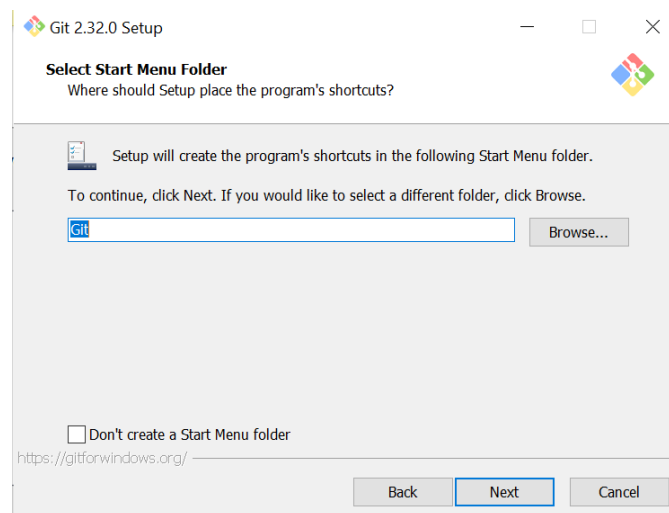 Git 2.32.0 Setup
Select Start Menu Folder
Where should Setup place the program's shortcuts?
Setup will create the program's shortcuts in the following Start Menu folder.
To continue, click Next. If you would like to select a different folder, click Browse.
Git
Browse...
Don't create a Start Menu folder
https://gitforwindows.org/
Back
Next
Cancel